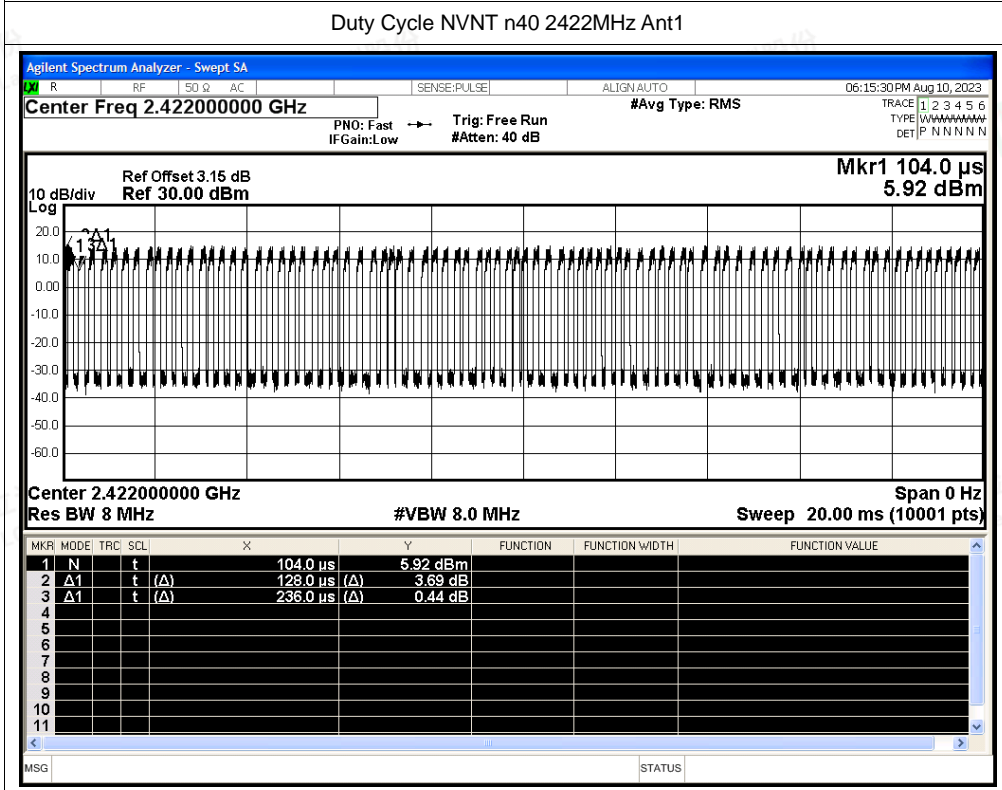 Duty Cycle NVNT n40 2422MHz Ant1
Agilent Spectrum Analyzer - Swept SA
LXI R RF 50 Ω AC SENSE:PULSE ALIGN AUTO 06:15:30 PM Aug 10, 2023
Center Freq 2.422000000 GHz #Avg Type: RMS TRACE 1 2 3 4 5 6
PNO: Fast Trig: Free Run TYPE W
IFGain:Low #Atten: 40 dB DET P N N N N N
Mkr1 104.0 µs
5.92 dBm
Ref Offset 3.15 dB
10 dB/div Ref 30.00 dBm
Log
20.0
10.0
0.00
-10.0
-20.0
-30.0
-40.0
-50.0
-60.0
Center 2.422000000 GHz Span 0 Hz
Res BW 8 MHz #VBW 8.0 MHz Sweep 20.00 ms (10001 pts)
MKR MODE TRC SCL X Y FUNCTION FUNCTION WIDTH FUNCTION VALUE
1 N t 104.0 µs 5.92 dBm
2 Δ1 t (Δ) 128.0 µs (Δ) 3.69 dB
3 Δ1 t (Δ) 236.0 µs (Δ) 0.44 dB
4
5
6
7
8
9
10
11
MSG STATUS